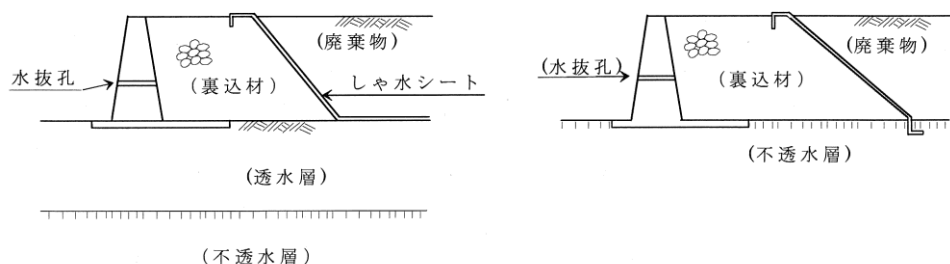 (廃棄物)
水抜孔
(裏込材)
しゃ水シート
(透水層)
(不透水層)
(廃棄物)
(水抜孔)
(裏込材)
(不透水層)